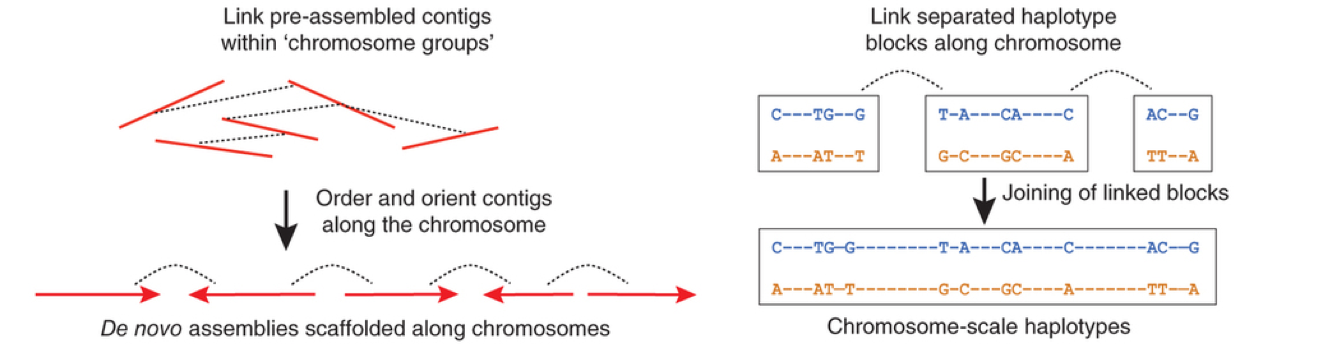 Link pre-assembled contigs
within ‘chromosome groups’
Order and orient contigs
along the chromosome
De novo assemblies scaffolded along chromosomes
Link separated haplotype
blocks along chromosome
C---TG--G T-A---CA----C AC--G
A---AT--T G-C---GC----A TT--A
Joining of linked blocks
C---TG-G--------T-A---CA----C-------AC--G
A---AT-T--------G-C---GC----A-------TT--A
Chromosome-scale haplotypes